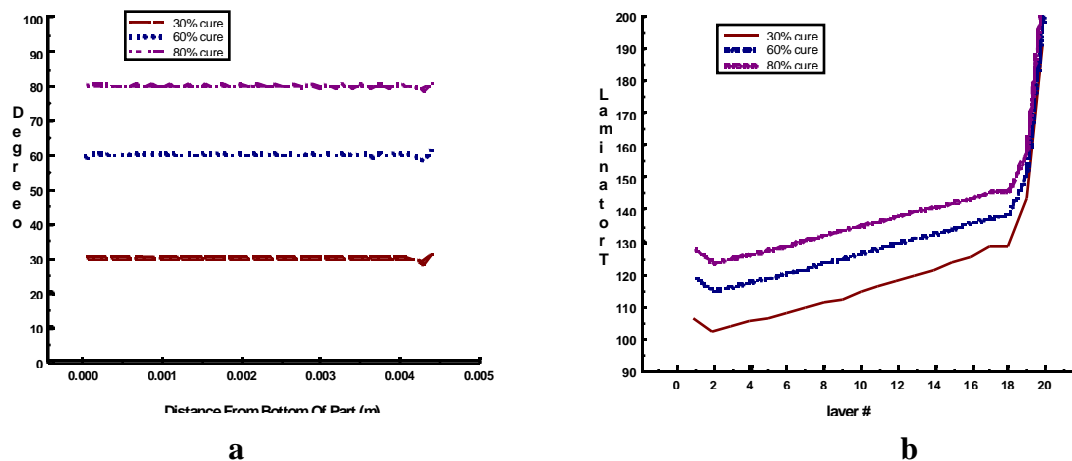 100
90
80
70
60
50
40
30
20
10
0
Degreeo
30% cure
60% cure
80% cure
0.000 0.001 0.002 0.003 0.004 0.005
Distance From Bottom Of Part (m)
a
200
190
180
170
160
150
140
130
120
110
100
90
LaminatorT
30% cure
60% cure
80% cure
0 2 4 6 8 10 12 14 16 18 20
layer #
b